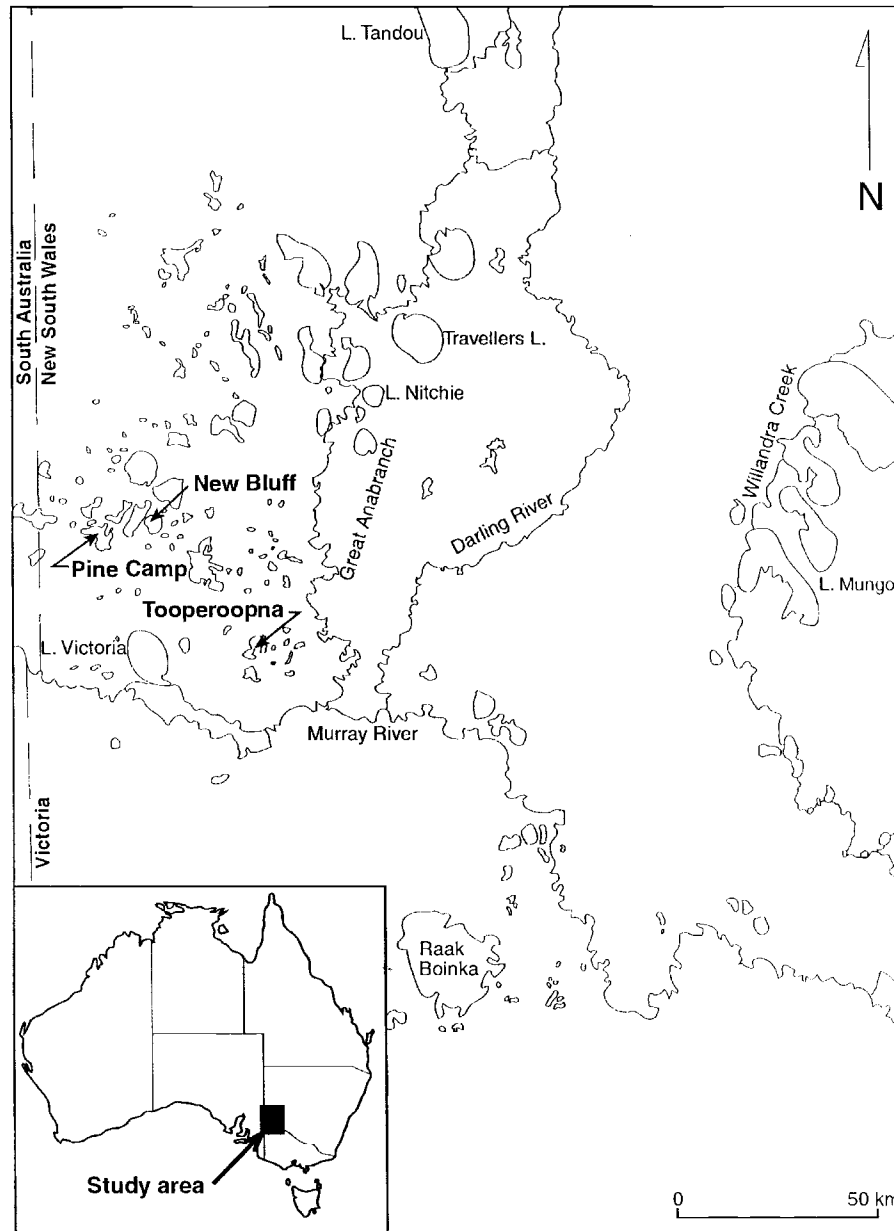 L. Tandou
N
South Australia
New South Wales
Travellers L.
L. Nitchie
Willandra Creek
New Bluff
Great Anabranch
Darling River
Pine Camp
L. Mungo
Tooperoopna
L. Victoria
Murray River
Victoria
Raak
Boinka
Study area
0 50 km